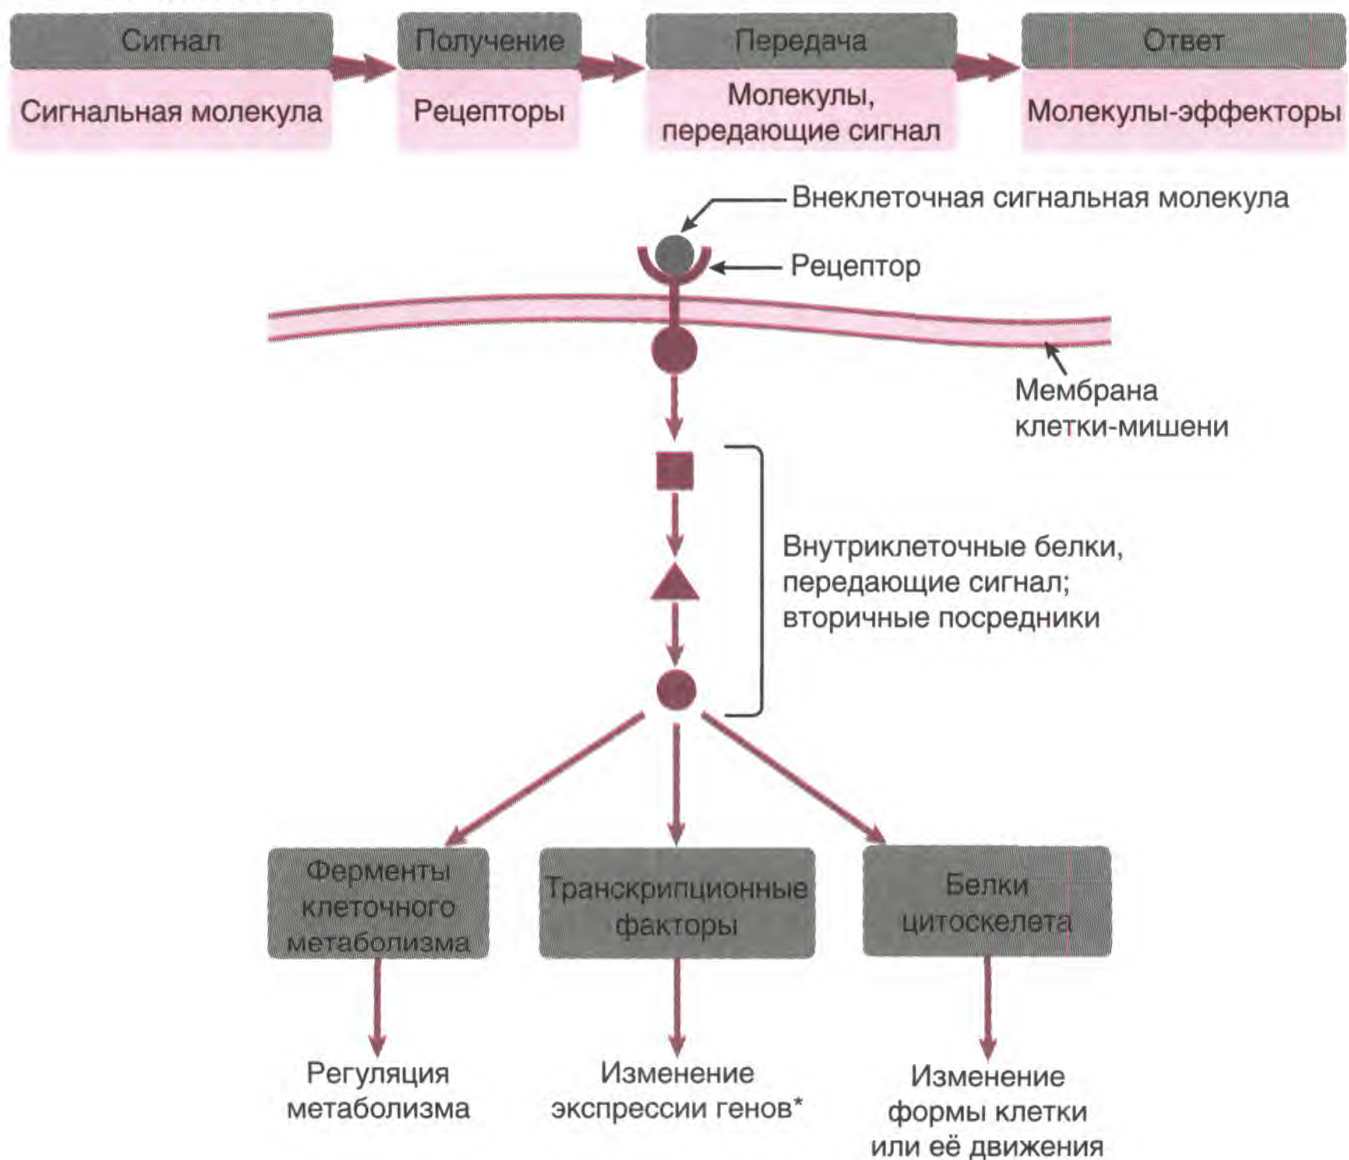 Сигнал
Получение
Передача
Ответ
Сигнальная молекула
Рецепторы
Молекулы,
передающие сигнал
Молекулы-эффекторы
Внеклеточная сигнальная молекула
Рецептор
Мембрана
клетки-мишени
Внутриклеточные белки,
передающие сигнал;
вторичные посредники
Ферменты
клеточного
метаболизма
Транскрипционные
факторы
Белки
цитоскелета
Регуляция
метаболизма
Изменение
экспрессии генов*
Изменение
формы клетки
или её движения